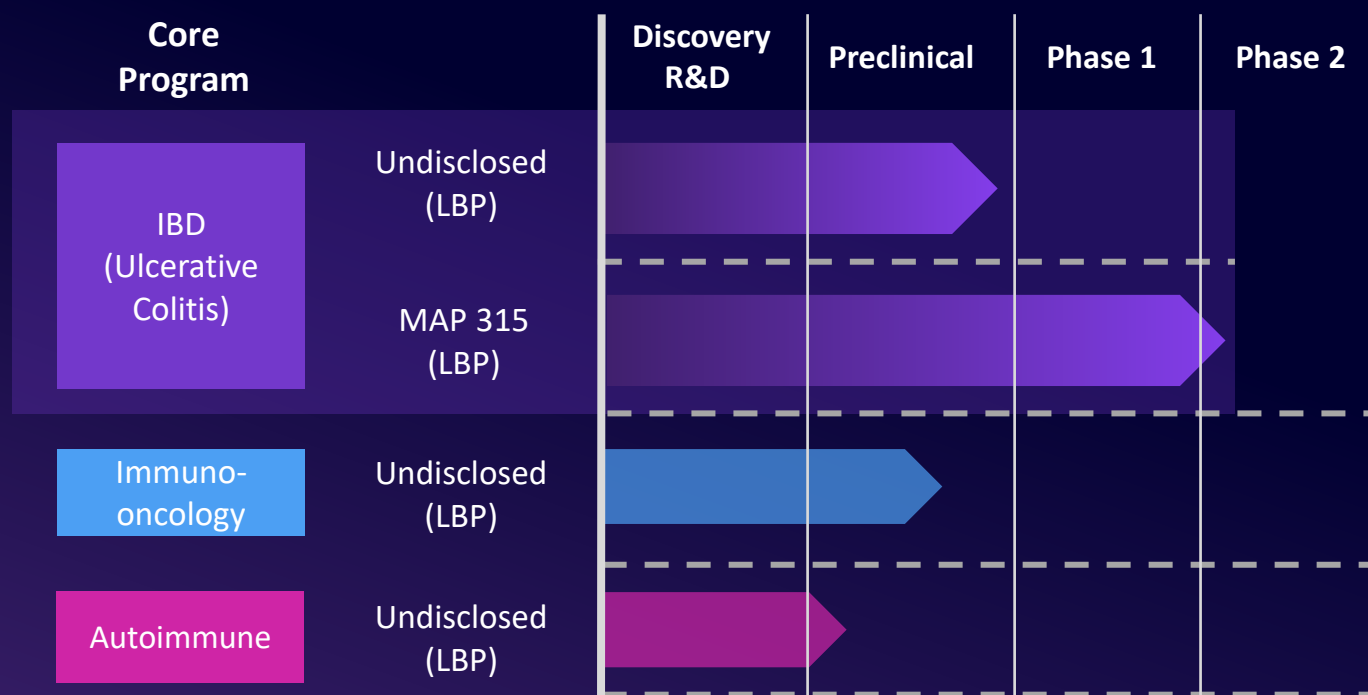 Core
Program
Discovery
R&D
Preclinical
Phase 1
Phase 2
IBD
(Ulcerative
Colitis)
Undisclosed
(LBP)
MAP 315
(LBP)
Immuno-
oncology
Undisclosed
(LBP)
Autoimmune
Undisclosed
(LBP)